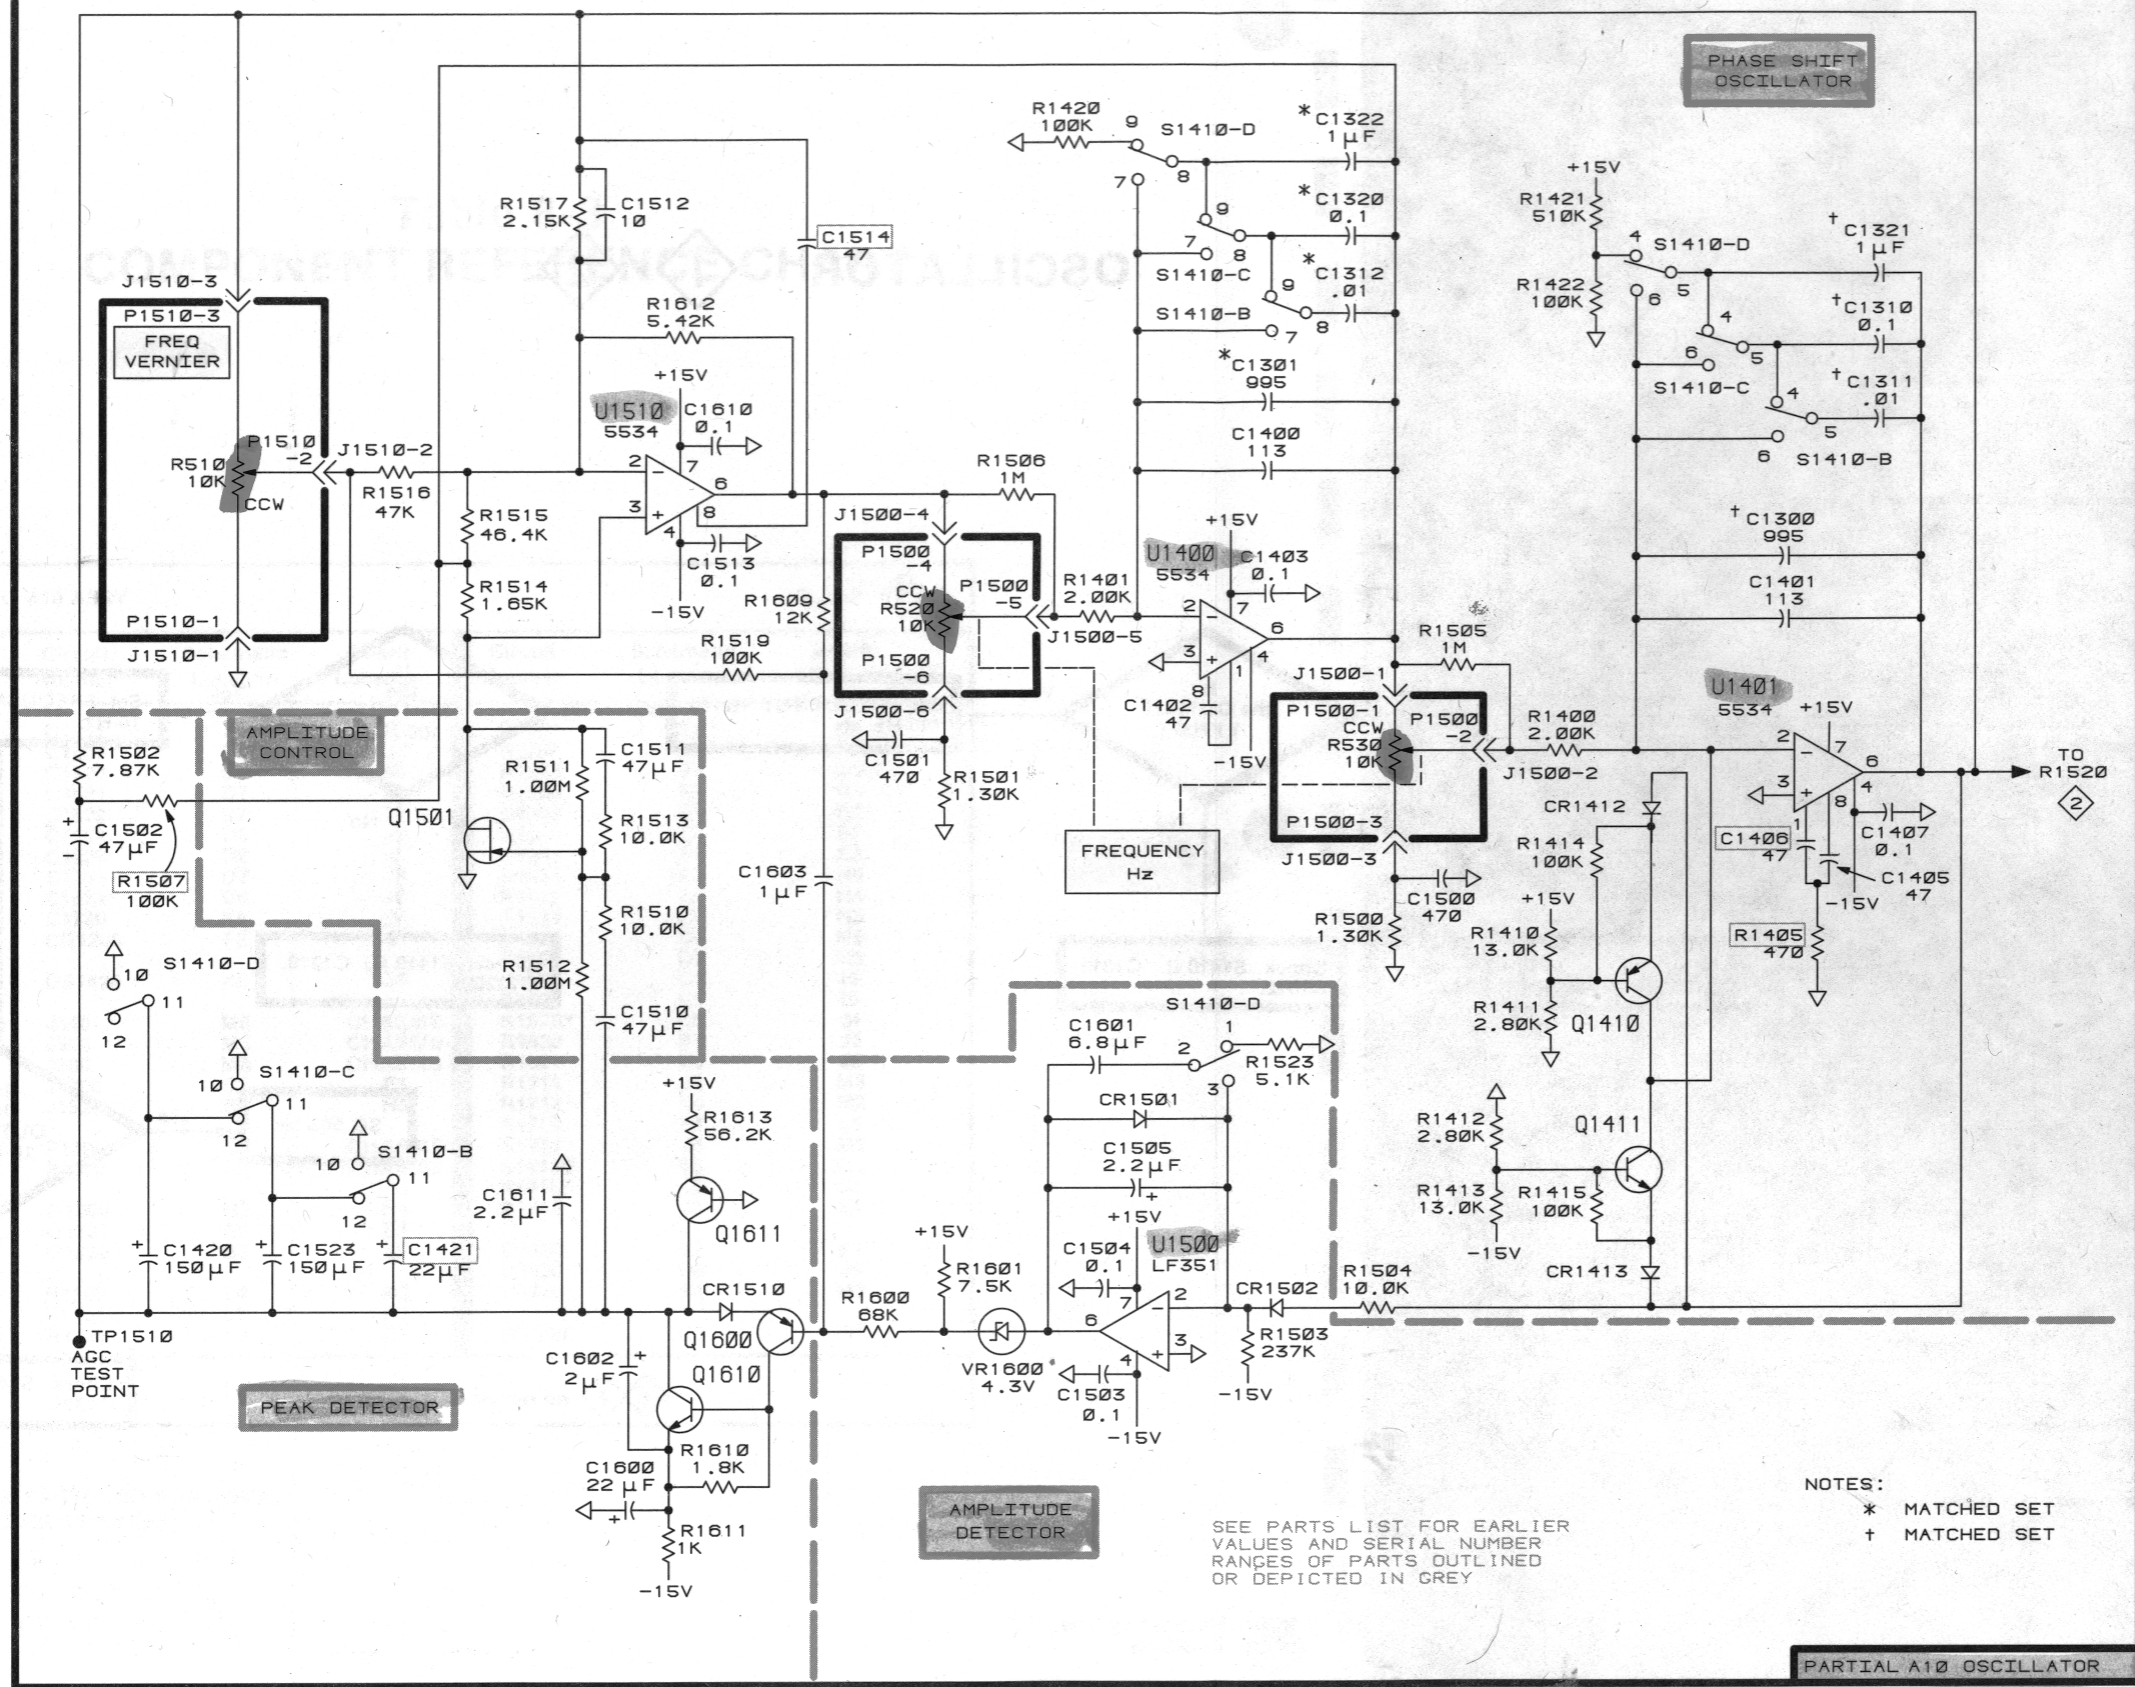 PHASE SHIFT
OSCILLATOR
R1420
100K
9
S1410-D
*
C1322
1µF
7
8
9
*
C1320
0.1
7
8
S1410-C
9
*
C1312
.01
S1410-B
7
8
*
C1301
995
C1400
113
+15V
R1421
510K
R1422
100K
4
S1410-D
†
C1321
1µF
5
6
4
†
C1310
0.1
6
5
S1410-C
4
†
C1311
.01
5
6
S1410-B
†
C1300
995
C1401
113
R1517
2.15K
C1512
10
C1514
47
R1612
5.42K
+15V
U1510
5534
C1610
0.1
2
7
6
3
8
4
C1513
0.1
-15V
J1510-3
P1510-3
FREQ
VERNIER
P1510
-2
J1510-2
R510
10K
CCW
R1516
47K
R1515
46.4K
R1514
1.65K
P1510-1
J1510-1
R1506
1M
J1500-4
P1500
-4
CCW
R520
10K
P1500
-5
R1401
2.00K
J1500-5
P1500
-6
J1500-6
R1609
12K
R1519
100K
C1501
470
R1501
1.30K
+15V
U1400
5534
C1403
0.1
2
7
6
3
1
4
8
C1402
47
-15V
R1505
1M
J1500-1
P1500-1
CCW
R530
10K
P1500
-2
R1400
2.00K
J1500-2
P1500-3
J1500-3
FREQUENCY
Hz
C1500
470
R1500
1.30K
U1401
5534
+15V
2
7
6
3
1
8
4
TO
R1520
2
C1406
47
C1407
0.1
C1405
47
-15V
R1405
470
CR1412
R1414
100K
+15V
R1410
13.0K
R1411
2.80K
Q1410
R1412
2.80K
Q1411
R1413
13.0K
R1415
100K
-15V
CR1413
AMPLITUDE
CONTROL
R1502
7.87K
C1502
47µF
+
-
R1507
100K
Q1501
R1511
1.00M
C1511
47µF
R1513
10.0K
R1510
10.0K
R1512
1.00M
C1510
47µF
C1603
1µF
10
S1410-D
11
12
10
S1410-C
11
12
10
S1410-B
11
12
+
C1420
150µF
+
C1523
150µF
+
C1421
22µF
C1611
2.2µF
+15V
R1613
56.2K
Q1611
CR1510
Q1600
Q1610
C1602
2µF
+
R1610
1.8K
C1600
22µF
+
R1611
1K
-15V
TP1510
AGC
TEST
POINT
PEAK DETECTOR
S1410-D
C1601
6.8µF
2
1
3
R1523
5.1K
CR1501
C1505
2.2µF
+
+15V
U1500
LF351
C1504
0.1
7
2
6
3
4
C1503
0.1
-15V
+15V
R1601
7.5K
R1600
68K
VR1600
4.3V
CR1502
R1504
10.0K
R1503
237K
-15V
AMPLITUDE
DETECTOR
SEE PARTS LIST FOR EARLIER
VALUES AND SERIAL NUMBER
RANGES OF PARTS OUTLINED
OR DEPICTED IN GREY
NOTES:
* MATCHED SET
† MATCHED SET
PARTIAL A10 OSCILLATOR